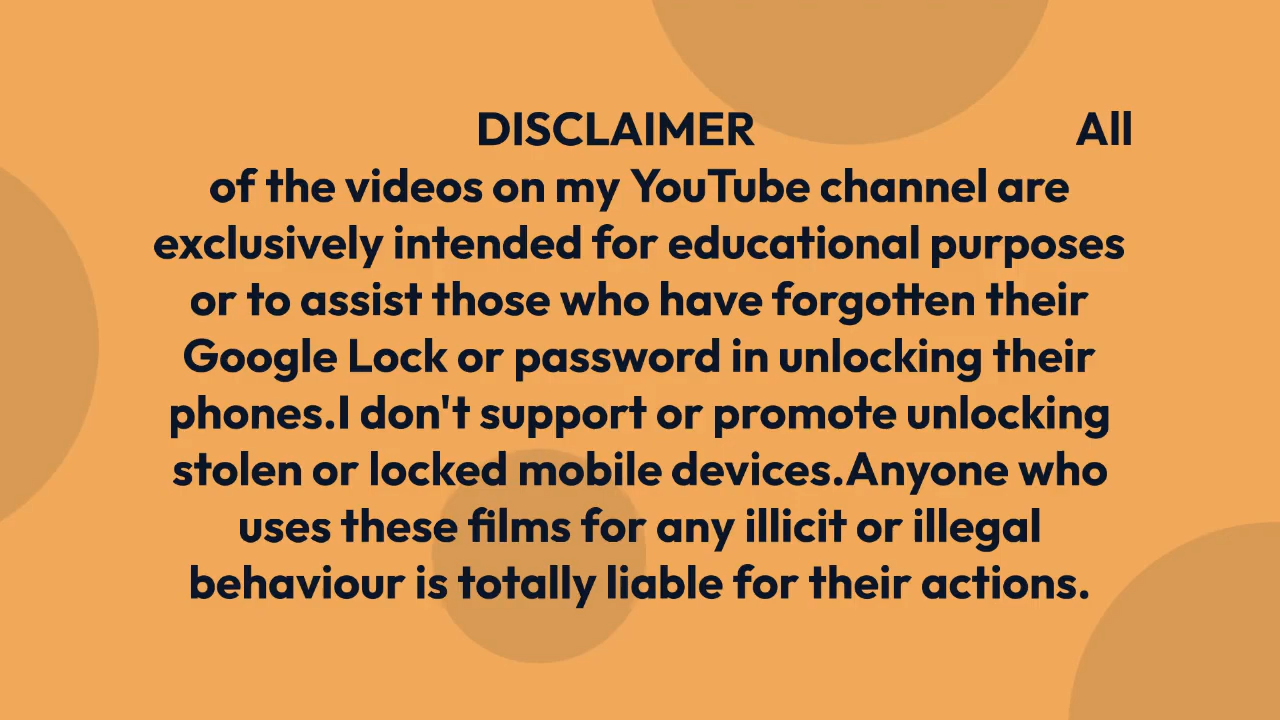 DISCLAIMER All
of the videos on my YouTube channel are
exclusively intended for educational purposes
or to assist those who have forgotten their
Google Lock or password in unlocking their
phones.I don't support or promote unlocking
stolen or locked mobile devices.Anyone who
uses these films for any illicit or illegal
behaviour is totally liable for their actions.